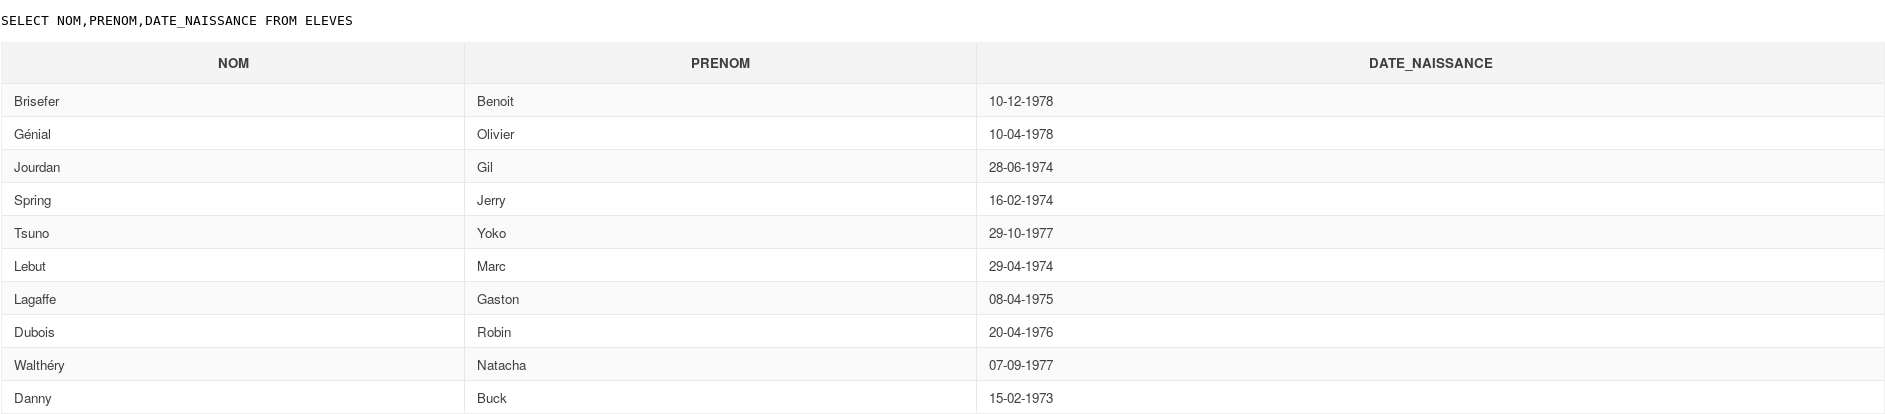 SELECT NOM,PRENOM,DATE_NAISSANCE FROM ELEVES
NOM PRENOM DATE_NAISSANCE
Brisefer Benoit 10-12-1978
Génial Olivier 10-04-1978
Jourdan Gil 28-06-1974
Spring Jerry 16-02-1974
Tsuno Yoko 29-10-1977
Lebut Marc 29-04-1974
Lagaffe Gaston 08-04-1975
Dubois Robin 20-04-1976
Walthéry Natacha 07-09-1977
Danny Buck 15-02-1973